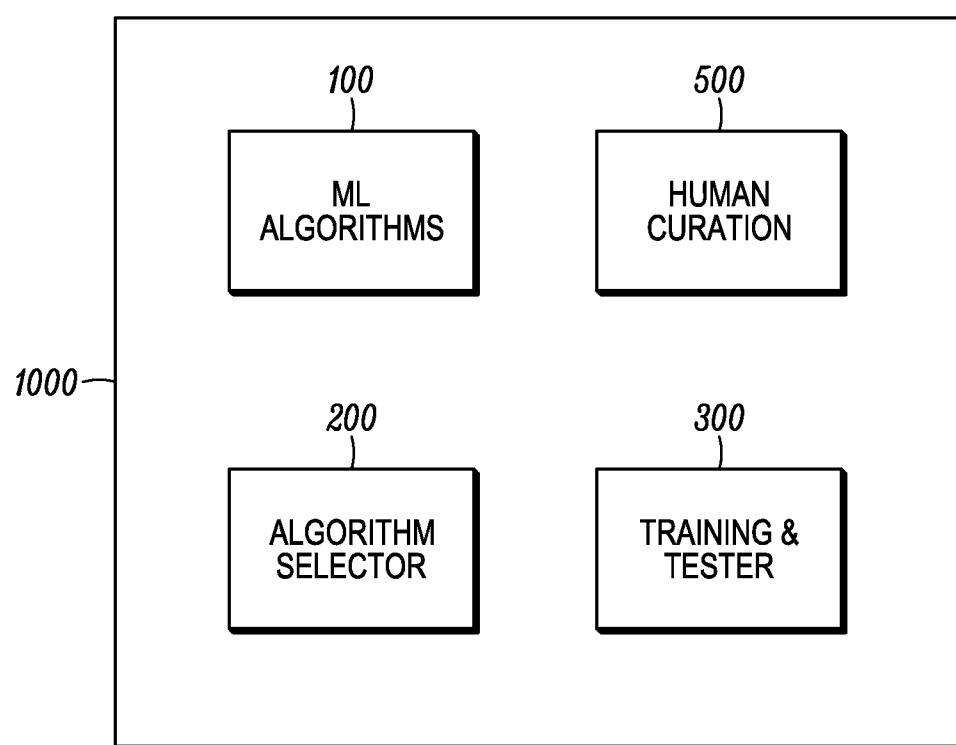 100
ML
ALGORITHMS
500
HUMAN
CURATION
1000
200
ALGORITHM
SELECTOR
300
TRAINING &
TESTER